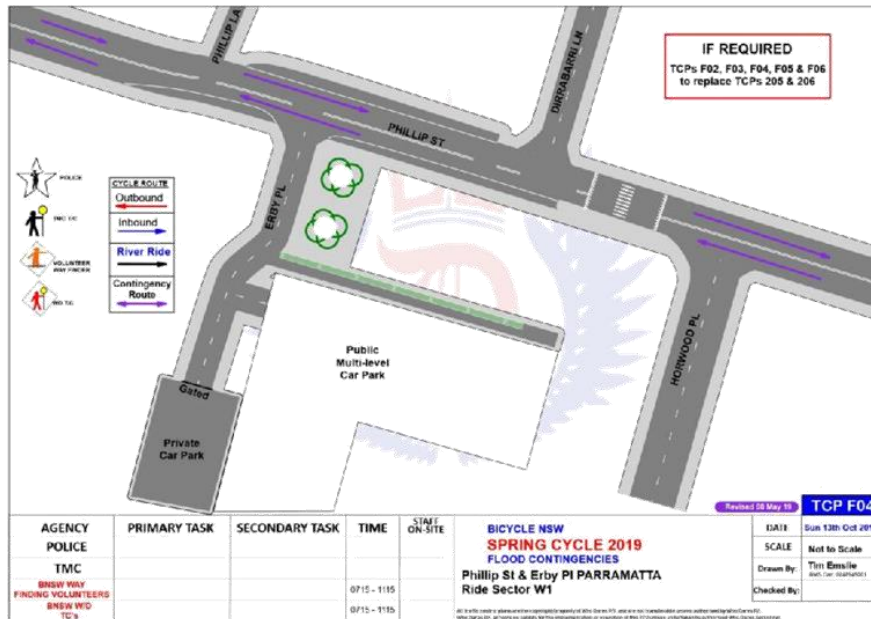 PHILLIP LA
DIRRABARRI LN
IF REQUIRED
TCPs F02, F03, F04, F05 & F06
to replace TCPs 205 & 206
PHILLIP ST
ERBY PL
HORWOOD PL
POLICE
TMC T/C
VOLUNTEER
WAY FINDER
CYCLE ROUTE
Outbound
Inbound
River Ride
Contingency
Route
Public
Multi-level
Car Park
Gated
Private
Car Park
Revised 08 May 19
TCP F04
AGENCY
PRIMARY TASK
SECONDARY TASK
TIME
STAFF
ON-SITE
POLICE
TMC
BNSW WAY
FINDING VOLUNTEERS
0715 - 1115
BNSW W/D
TC's
0715 - 1115
BICYCLE NSW
SPRING CYCLE 2019
FLOOD CONTINGENCIES
Phillip St & Erby Pl PARRAMATTA
Ride Sector W1
DATE
Sun 13th Oct 201
SCALE
Not to Scale
Drawn By:
Tim Emslie
Checked By: